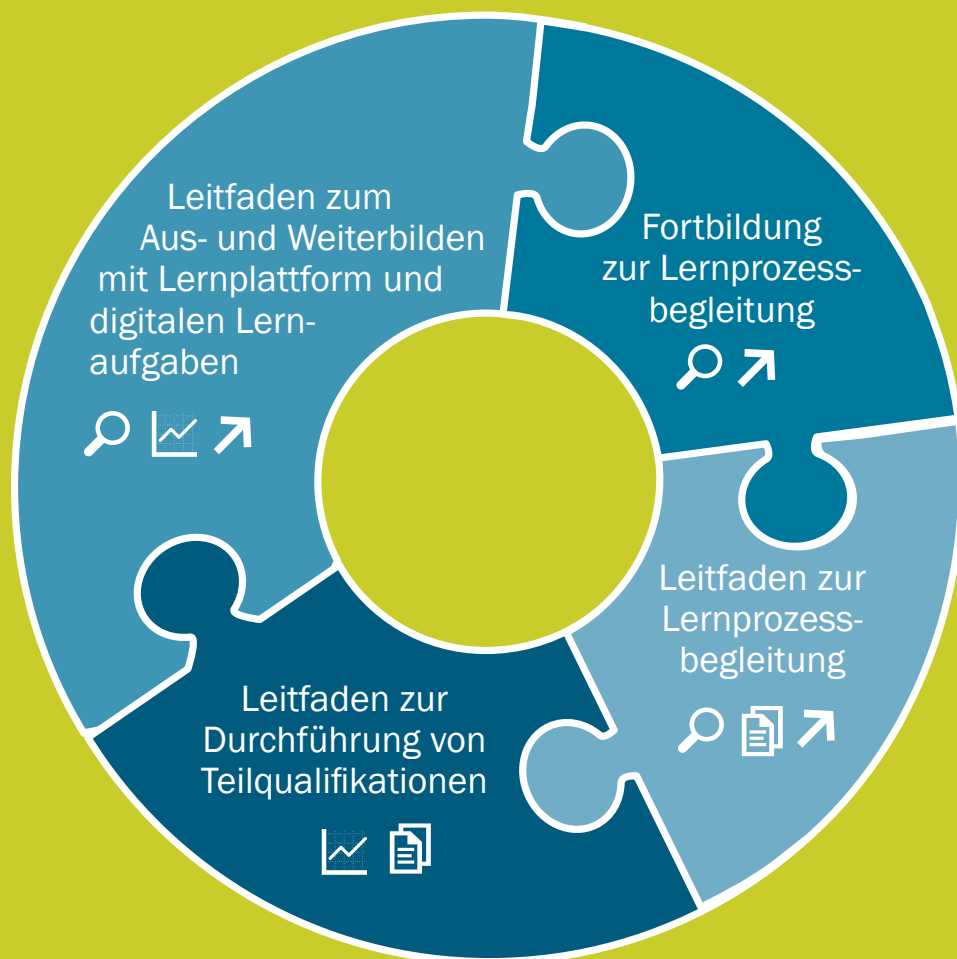 Leitfaden zum
Aus- und Weiterbilden
mit Lernplattform und
digitalen Lern-
aufgaben
Fortbildung
zur Lernprozess-
begleitung
Leitfaden zur
Lernprozess-
begleitung
Leitfaden zur
Durchführung von
Teilqualifikationen